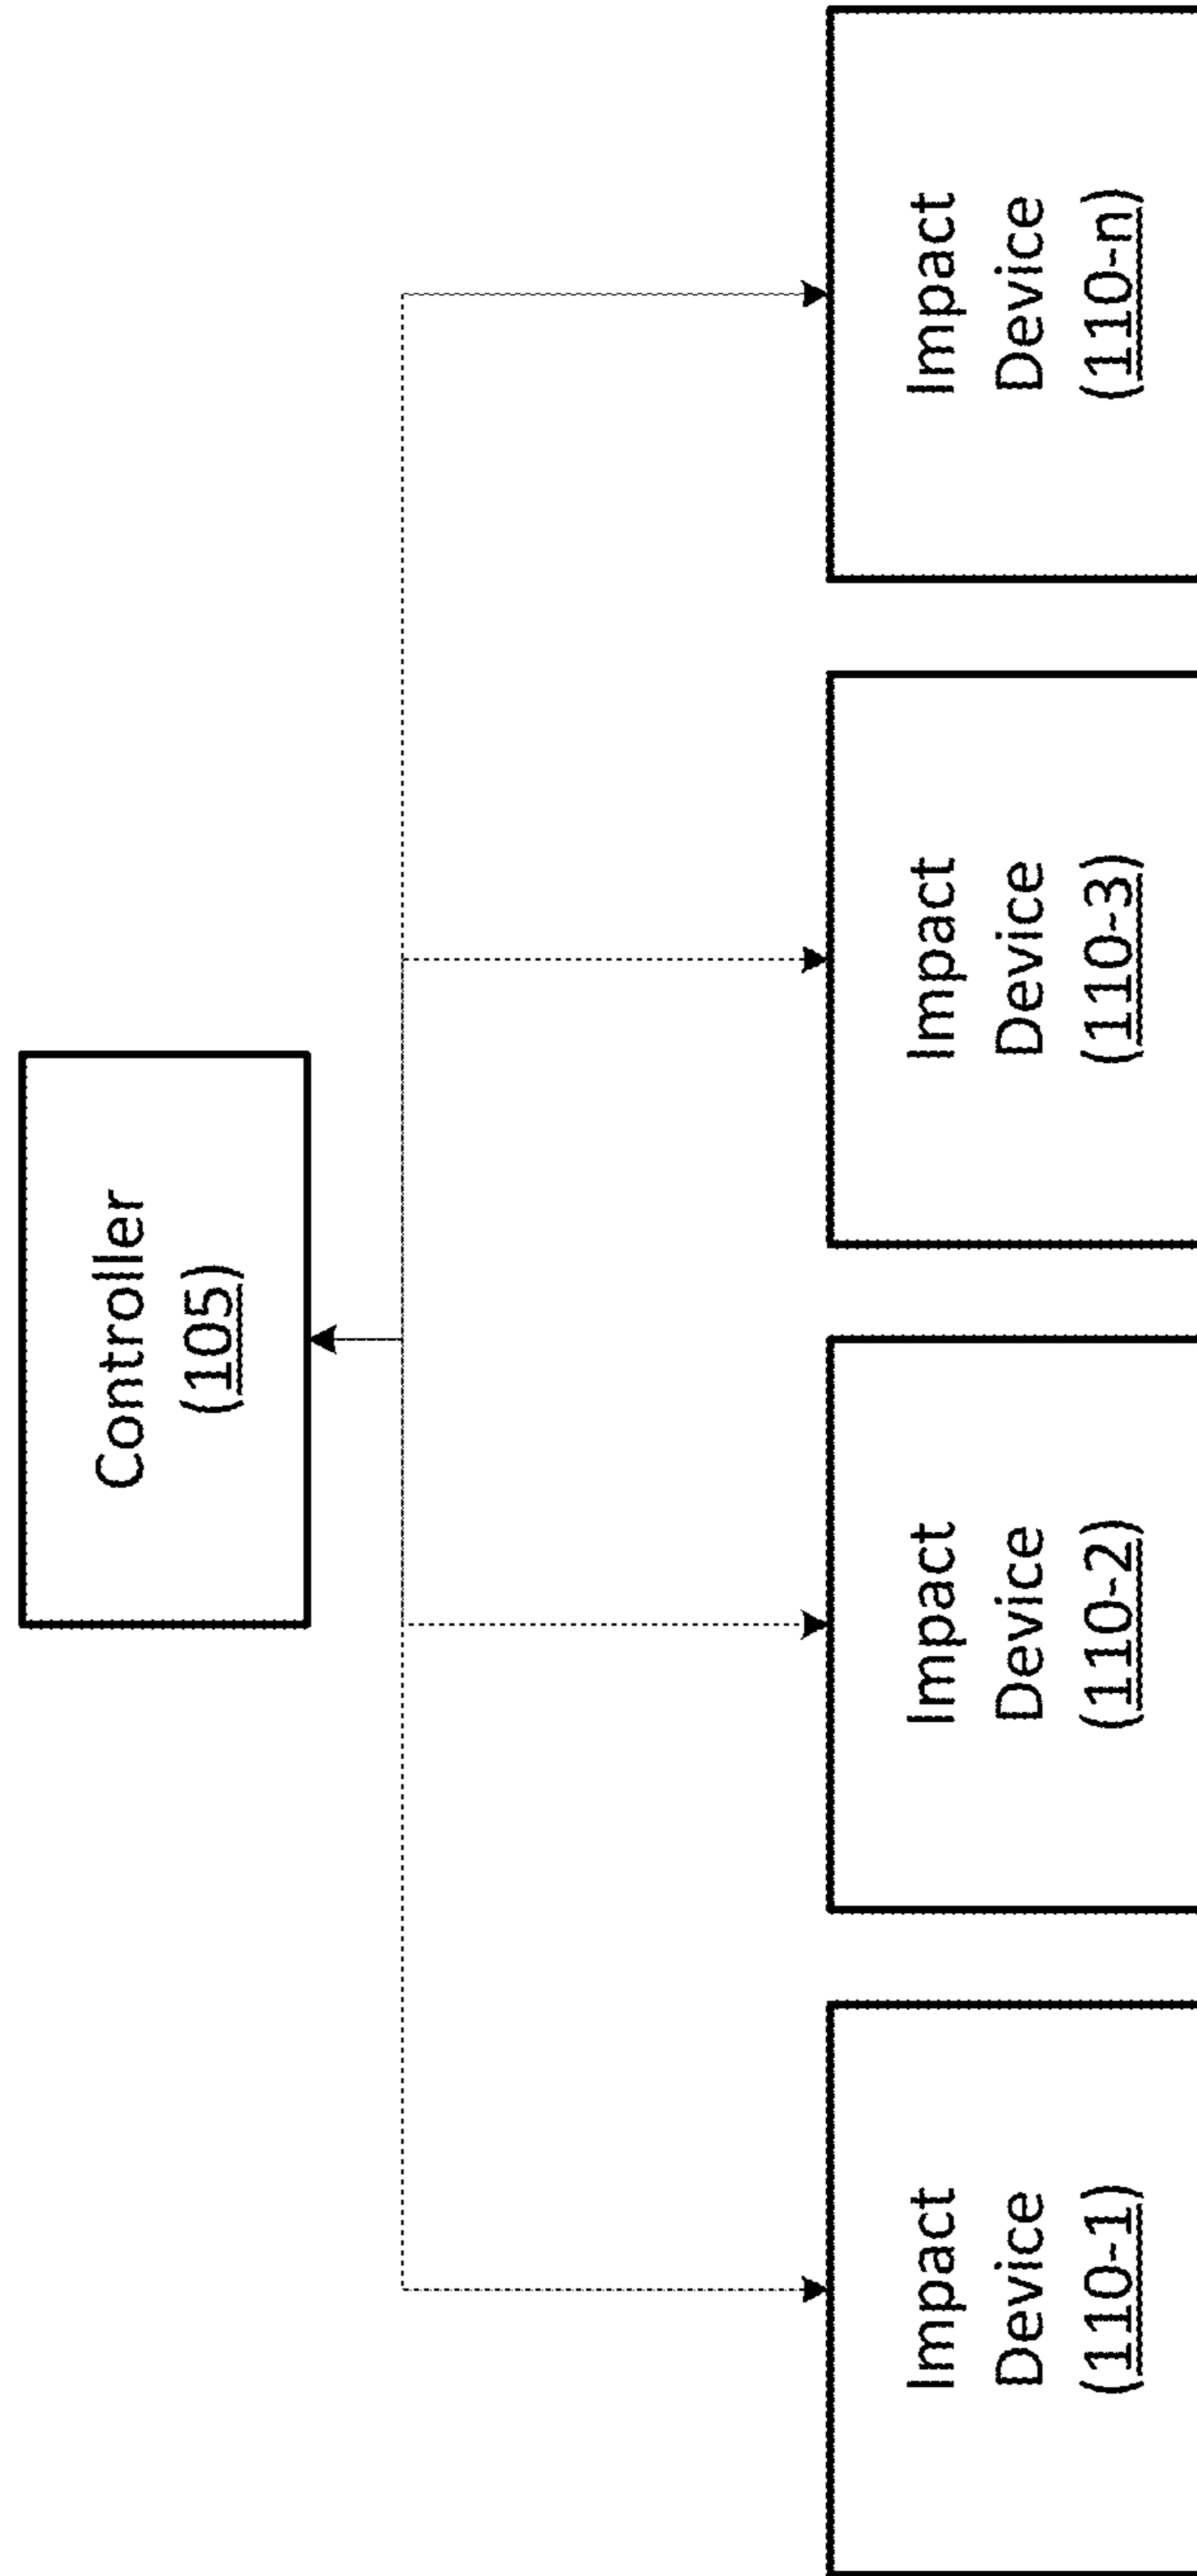 Controller
(105)
Impact
Device
(110-1)
Impact
Device
(110-2)
Impact
Device
(110-3)
Impact
Device
(110-n)